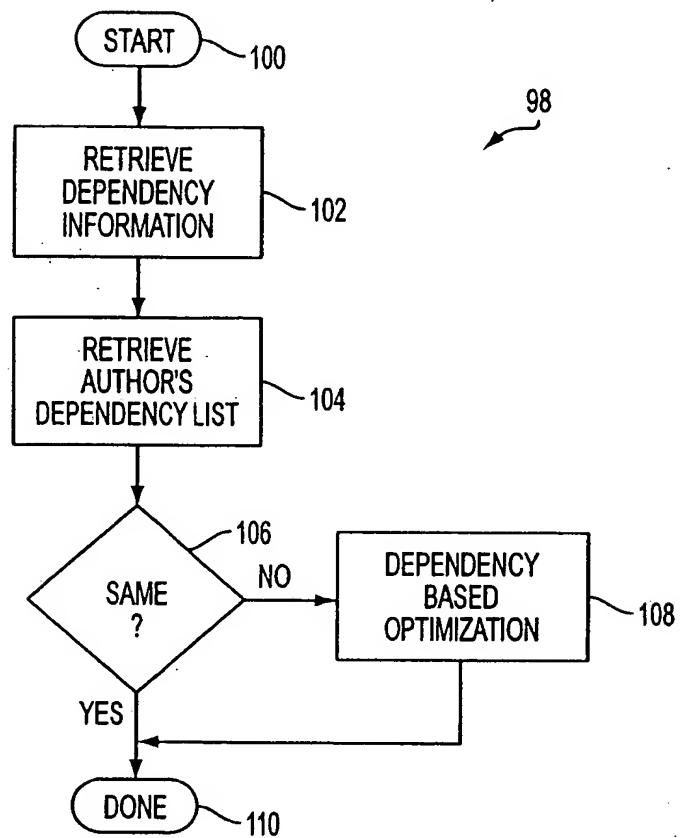 START
100
98
RETRIEVE
DEPENDENCY
INFORMATION
102
RETRIEVE
AUTHOR'S
DEPENDENCY LIST
104
106
SAME
?
NO
DEPENDENCY
BASED
OPTIMIZATION
108
YES
DONE
110